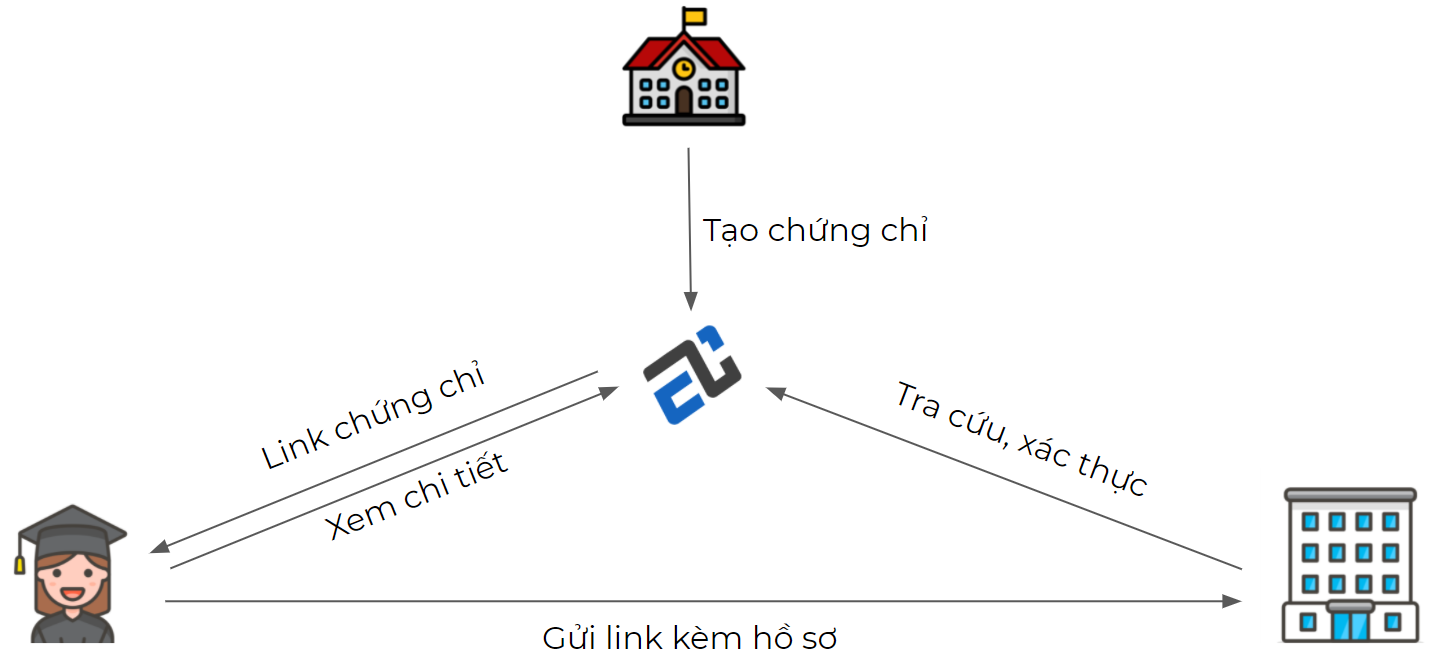 Tạo chứng chỉ
Link chứng chỉ
Xem chi tiết
Tra cứu, xác thực
Gửi link kèm hồ sơ